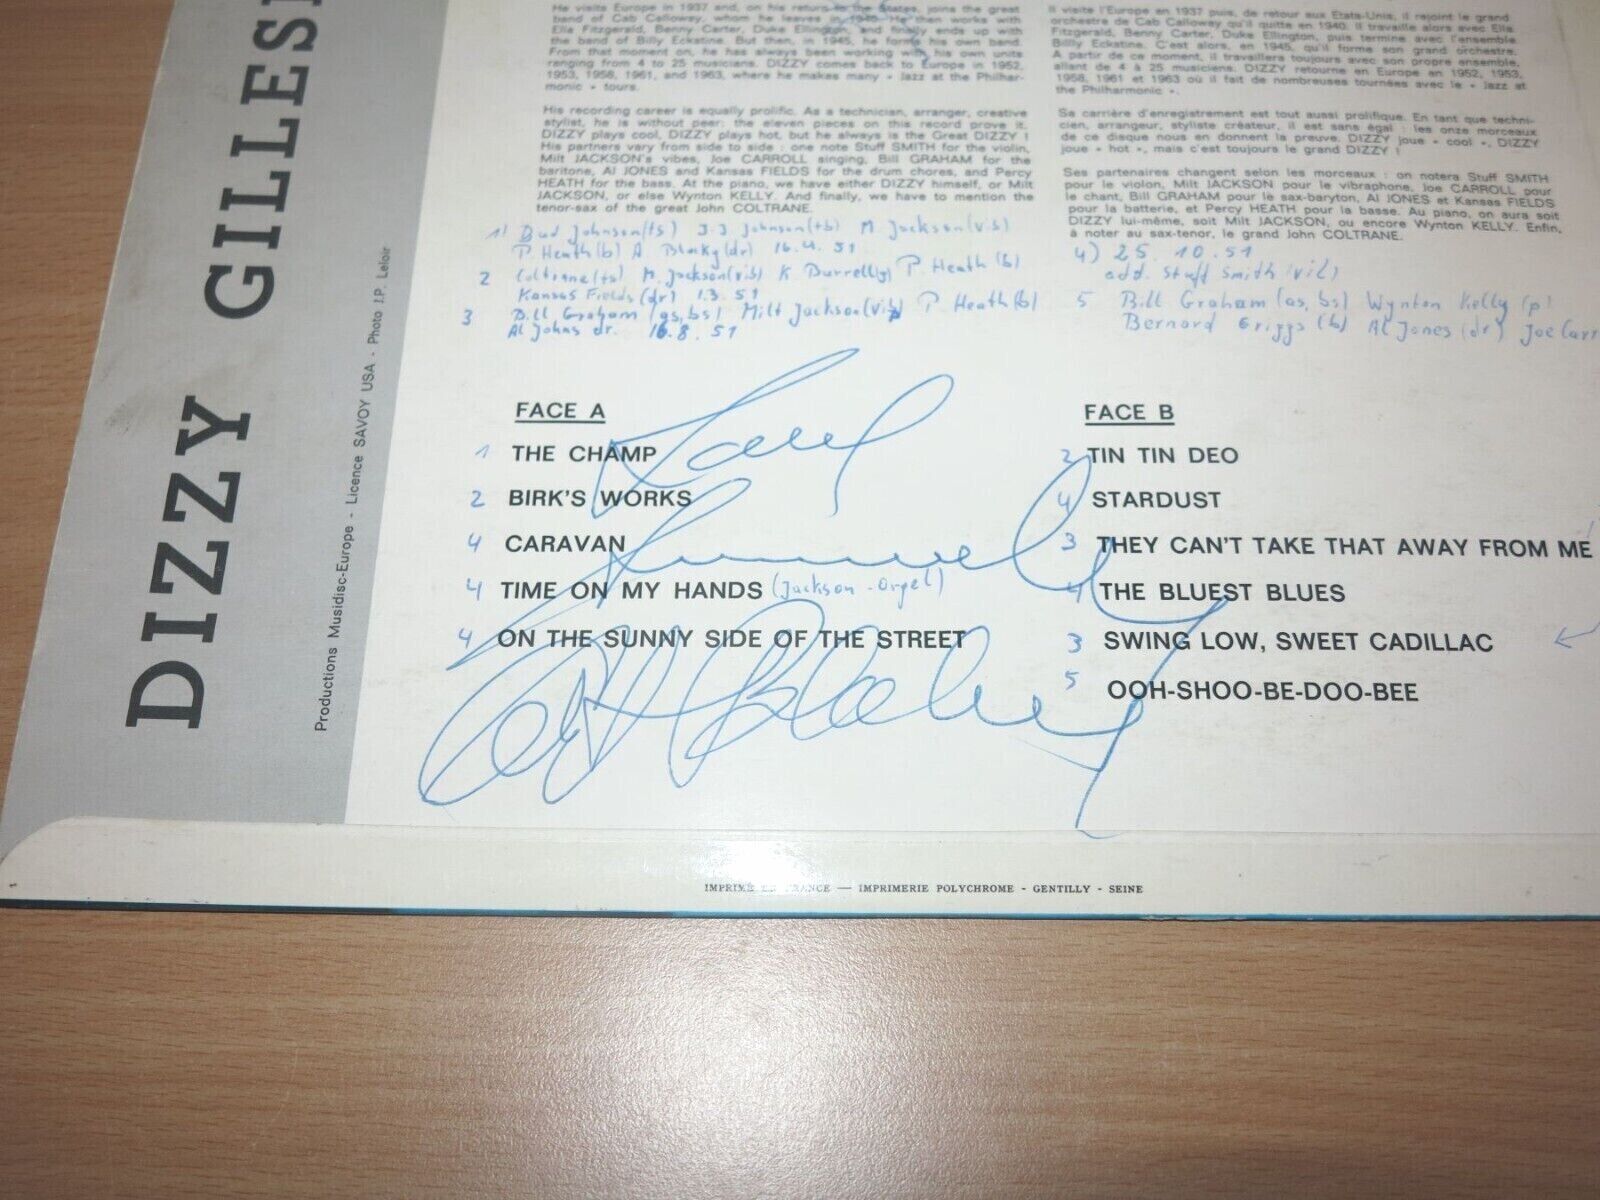 DIZZY GILLES
Productions Musidisc-Europe - Licence SAVOY USA - Photo J.P. Leloir
He visits Europe in 1937 and, on his return to the States, joins the great
band of Cab Calloway, whom he leaves in 1940. He then works with
Ella Fitzgerald, Benny Carter, Duke Ellington, and finally ends up with
the band of Billy Eckstine. But then, in 1945, he forms his own band.
From that moment on, he has always been working with his own units
ranging from 4 to 25 musicians. DIZZY comes back to Europe in 1952,
1953, 1958, 1961, and 1963, where he makes many « Jazz at the Philhar-
monic » tours.
His recording career is equally prolific. As a technician, arranger, creative
stylist, he is without peer: the eleven pieces on this record prove it.
DIZZY plays cool, DIZZY plays hot, but he always is the Great DIZZY !
His partners vary from side to side : one note Stuff SMITH for the violin,
Milt JACKSON's vibes, Joe CARROLL singing, Bill GRAHAM for the
baritone, Al JONES and Kansas FIELDS for the drum chores, and Percy
HEATH for the bass. At the piano, we have either DIZZY himself, or Milt
JACKSON, or else Wynton KELLY. And finally, we have to mention the
tenor-sax of the great John COLTRANE.
1) Bud Johnson (ts) J.J. Johnson (tb) M. Jackson (vib)
P. Heath (b) A Blaky (dr) 16.4.51
2 Coltrane (ts) M. Jackson (vib) K Burrell (g) P. Heath (b)
Kansas Fields (dr) 1.3.51
3 Bill Graham (as, bs) Milt Jackson (vib) P. Heath (b)
Al Johns dr. 16.8.51
Il visite l'Europe en 1937 puis, de retour aux Etats-Unis, il rejoint le grand
orchestre de Cab Calloway qu'il quitte en 1940. Il travaille alors avec Ella
Fitzgerald, Benny Carter, Duke Ellington, puis termine avec l'ensemble
Billy Eckstine. C'est alors, en 1945, qu'il forme son grand orchestre.
A partir de ce moment, il travaillera toujours avec son propre ensemble,
allant de 4 à 25 musiciens. DIZZY retourne en Europe en 1952, 1953,
1958, 1961 et 1963 où il fait de nombreuses tournées avec le « Jazz at
the Philharmonic ».
Sa carrière d'enregistrement est tout aussi prolifique. En tant que techni-
cien, arrangeur, styliste créateur, il est sans égal : les onze morceaux
de ce disque nous en donnent la preuve. DIZZY joue « cool », DIZZY
joue « hot », mais c'est toujours le grand DIZZY !
Ses partenaires changent selon les morceaux : on notera Stuff SMITH
pour le violon, Milt JACKSON pour le vibraphone, Joe CARROLL pour
le chant, Bill GRAHAM pour le sax-baryton, Al JONES et Kansas FIELDS
pour la batterie, et Percy HEATH pour la basse. Au piano, on aura soit
DIZZY lui-même, soit Milt JACKSON, ou encore Wynton KELLY. Enfin,
à noter au sax-tenor, le grand John COLTRANE.
4) 25. 10. 51
add. Stuff Smith (vil)
5 Bill Graham (as, bs) Wynton Kelly (p)
Bernard Griggs (b) Al Jones (dr) Joe Carr
FACE A
1 THE CHAMP
2 BIRK'S WORKS
4 CARAVAN
4 TIME ON MY HANDS (Jackson - Orgel)
4 ON THE SUNNY SIDE OF THE STREET
FACE B
2 TIN TIN DEO
4 STARDUST
3 THEY CAN'T TAKE THAT AWAY FROM ME
4 THE BLUEST BLUES
3 SWING LOW, SWEET CADILLAC
5 OOH-SHOO-BE-DOO-BEE
Art Blakey
IMPRIMÉ EN FRANCE — IMPRIMERIE POLYCHROME - GENTILLY - SEINE